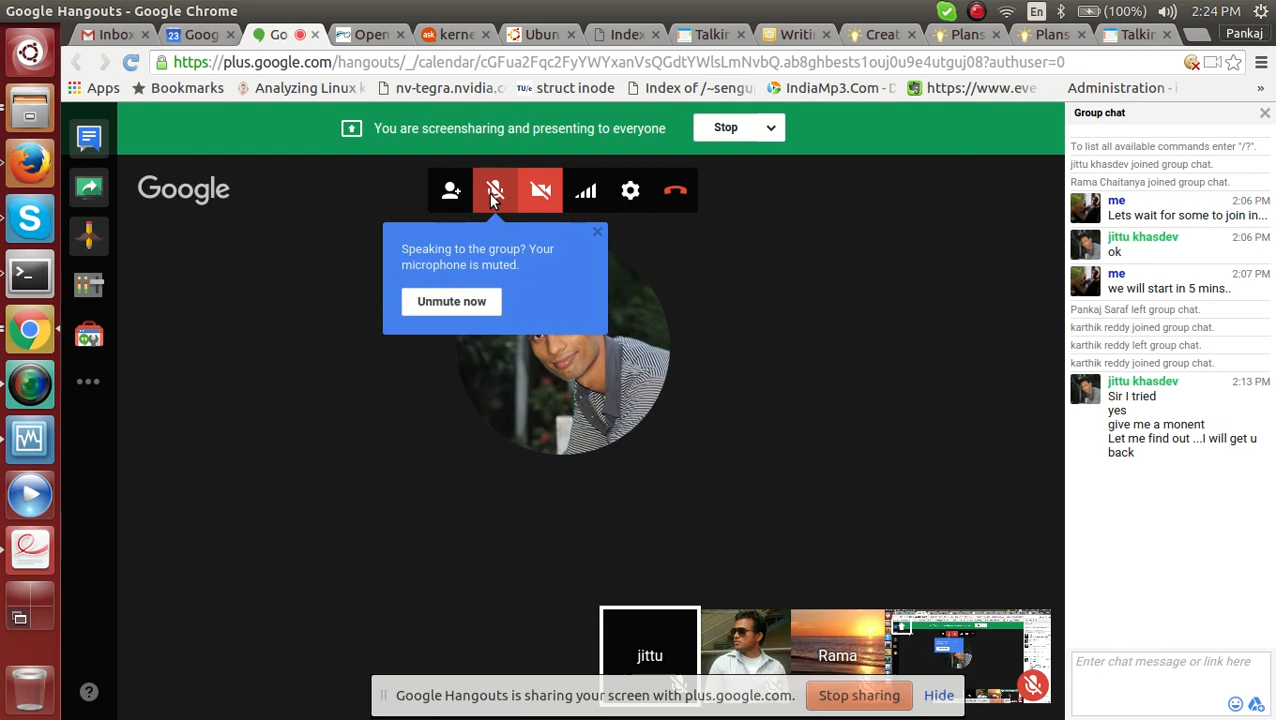 Google Hangouts - Google Chrome
En
(100%)
2:24 PM
Inbox
23
Goog
Go
Open
ask
kerne
Ubun
Index
Talkin
Writin
Creat
Plans
Plans
Talkin
Pankaj
https://plus.google.com/hangouts/_/calendar/
Apps
Bookmarks
Analyzing Linux k
nv-tegra.nvidia.c
struct inode
Index of /~sengu
IndiaMp3.Com - D
https://www.eve
Administration - i
»
You are screensharing and presenting to everyone
Stop
Google
Speaking to the group? Your
microphone is muted.
Unmute now
Group chat
To list all available commands enter "/?".
jittu khasdev joined group chat.
Rama Chaitanya joined group chat.
me
2:06 PM
Lets wait for some to join in...
jittu khasdev
2:06 PM
ok
me
2:07 PM
we will start in 5 mins..
Pankaj Saraf left group chat.
karthik reddy joined group chat.
karthik reddy left group chat.
karthik reddy joined group chat.
jittu khasdev
2:13 PM
Sir I tried
yes
give me a monent
Let me find out ...I will get u
back
jittu
Rama
Google Hangouts is sharing your screen with plus.google.com.
Stop sharing
Hide
Enter chat message or link here